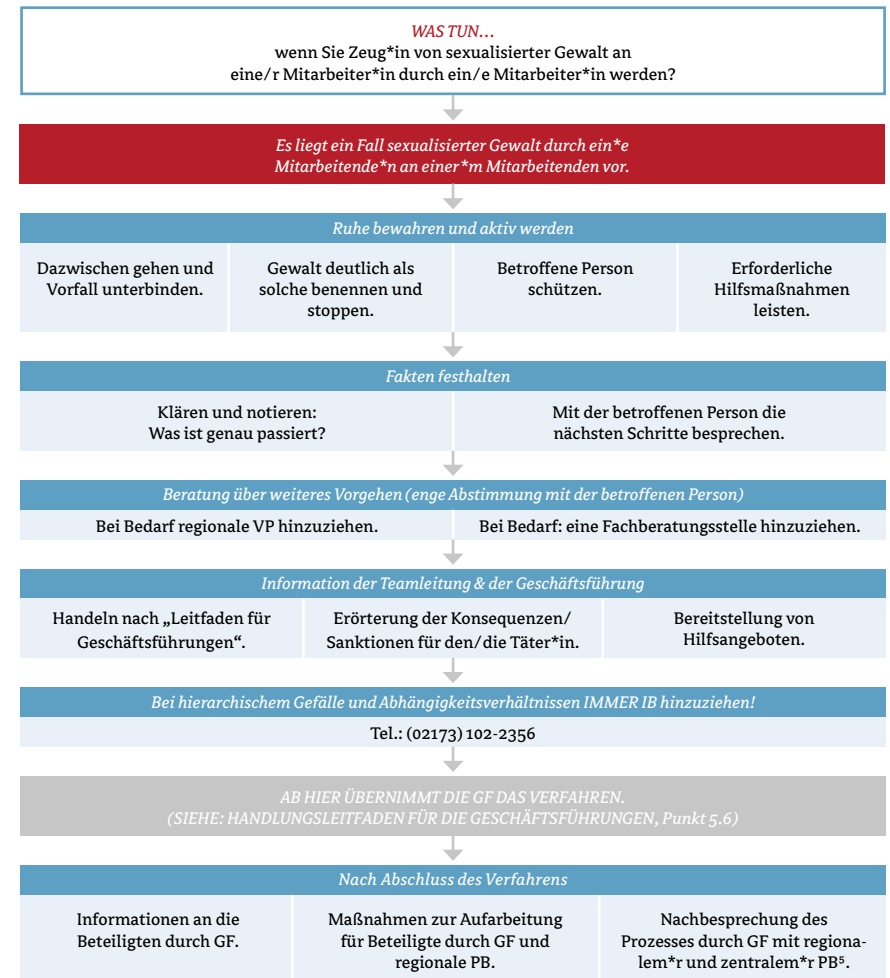 WAS TUN…
wenn Sie Zeug*in von sexualisierter Gewalt an
eine/r Mitarbeiter*in durch ein/e Mitarbeiter*in werden?
Es liegt ein Fall sexualisierter Gewalt durch ein*e
Mitarbeitende*n an einer*m Mitarbeitenden vor.
Ruhe bewahren und aktiv werden
Dazwischen gehen und
Vorfall unterbinden.
Gewalt deutlich als
solche benennen und
stoppen.
Betroffene Person
schützen.
Erforderliche
Hilfsmaßnahmen
leisten.
Fakten festhalten
Klären und notieren:
Was ist genau passiert?
Mit der betroffenen Person die
nächsten Schritte besprechen.
Beratung über weiteres Vorgehen (enge Abstimmung mit der betroffenen Person)
Bei Bedarf regionale VP hinzuziehen.
Bei Bedarf: eine Fachberatungsstelle hinzuziehen.
Information der Teamleitung & der Geschäftsführung
Handeln nach „Leitfaden für
Geschäftsführungen“.
Erörterung der Konsequenzen/
Sanktionen für den/die Täter*in.
Bereitstellung von
Hilfsangeboten.
Bei hierarchischem Gefälle und Abhängigkeitsverhältnissen IMMER IB hinzuziehen!
Tel.: (02173) 102-2356
AB HIER ÜBERNIMMT DIE GF DAS VERFAHREN.
(SIEHE: HANDLUNGSLEITFADEN FÜR DIE GESCHÄFTSFÜHRUNGEN, Punkt 5.6)
Nach Abschluss des Verfahrens
Informationen an die
Beteiligten durch GF.
Maßnahmen zur Aufarbeitung
für Beteiligte durch GF und
regionale PB.
Nachbesprechung des
Prozesses durch GF mit regiona-
lem*r und zentralem*r PB⁵.